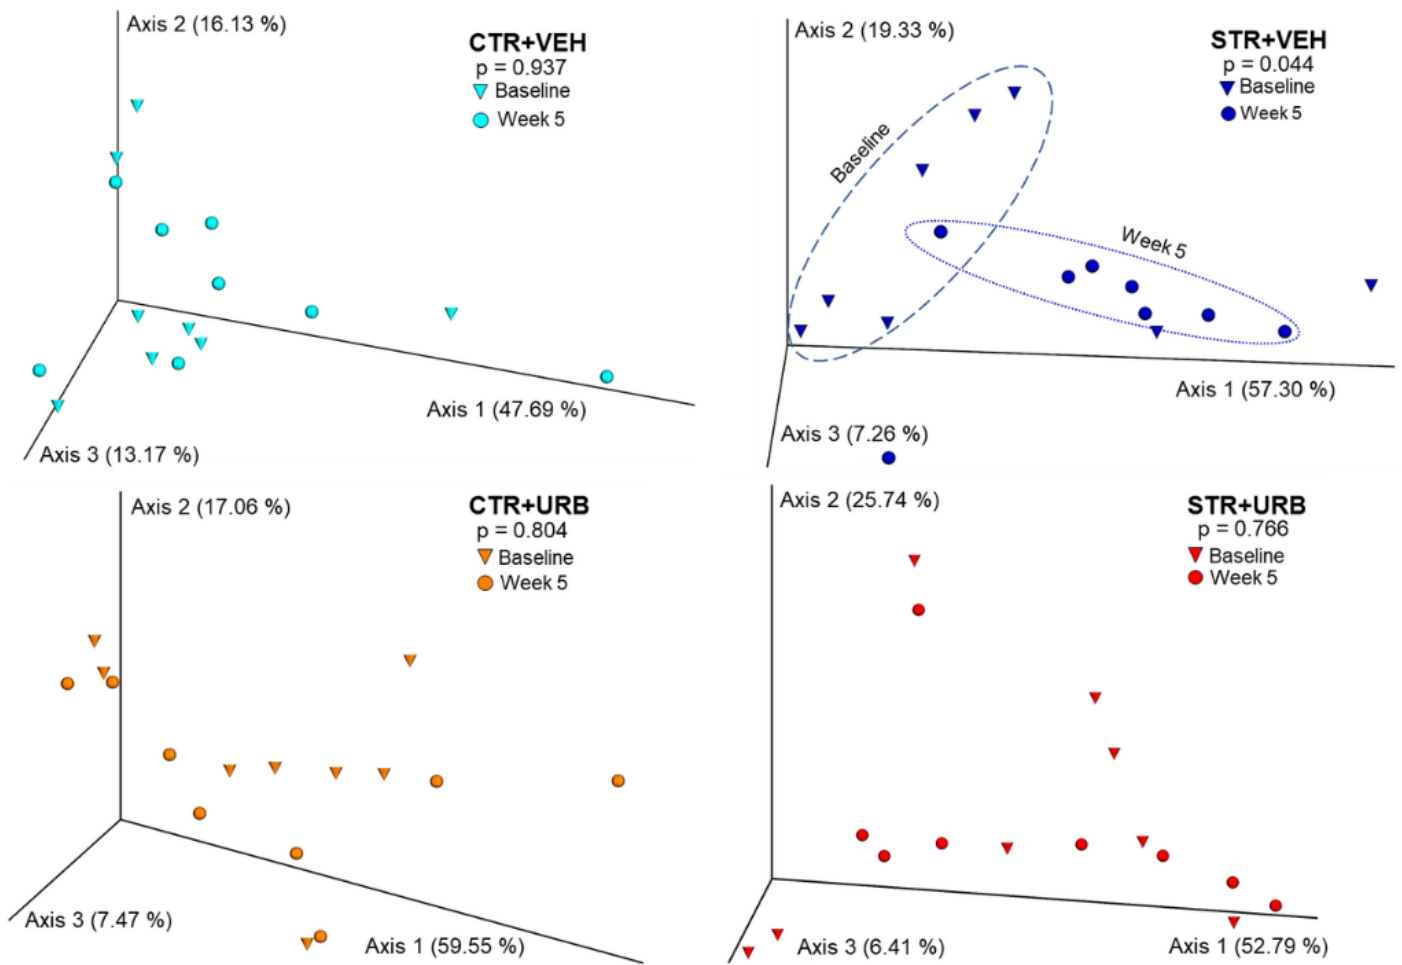 Axis 2 (16.13 %)
CTR+VEH
p = 0.937
Baseline
Week 5
Axis 1 (47.69 %)
Axis 3 (13.17 %)
Axis 2 (19.33 %)
STR+VEH
p = 0.044
Baseline
Week 5
Baseline
Week 5
Axis 1 (57.30 %)
Axis 3 (7.26 %)
Axis 2 (17.06 %)
CTR+URB
p = 0.804
Baseline
Week 5
Axis 3 (7.47 %)
Axis 1 (59.55 %)
Axis 2 (25.74 %)
STR+URB
p = 0.766
Baseline
Week 5
Axis 3 (6.41 %)
Axis 1 (52.79 %)